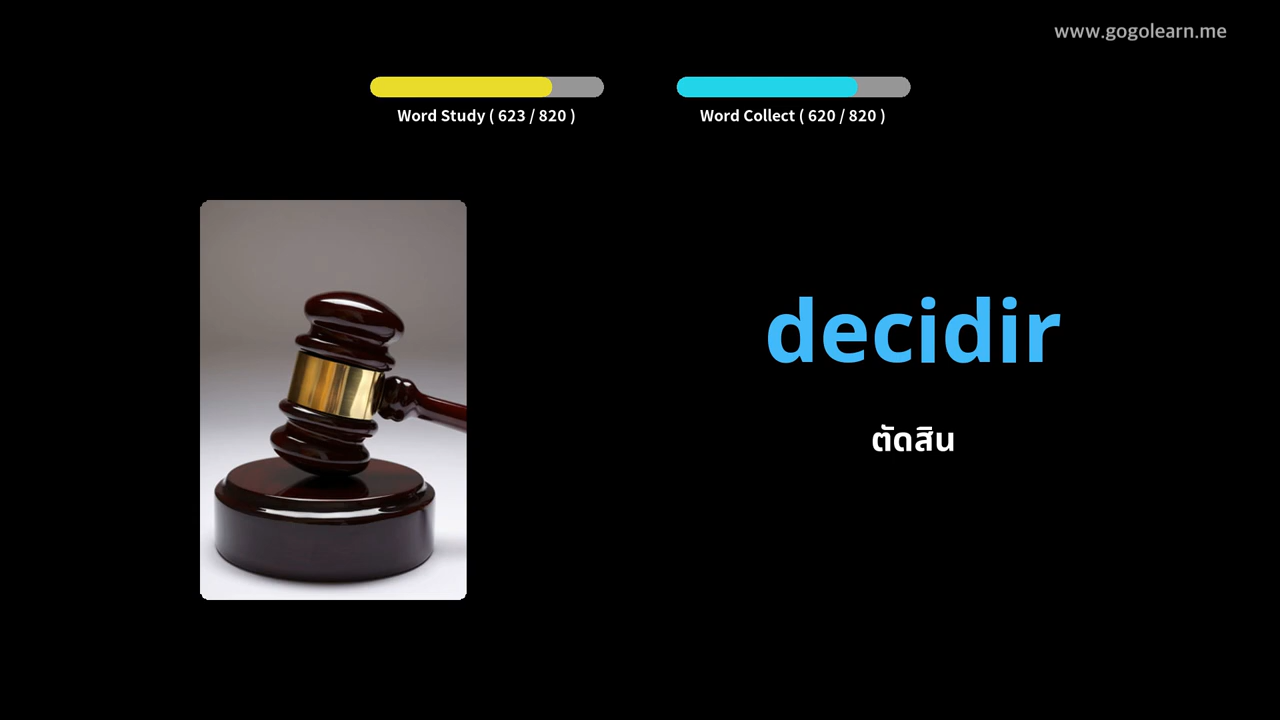 www.gogolearn.me
Word Study ( 623 / 820 )
Word Collect ( 620 / 820 )
decidir
ตัดสิน